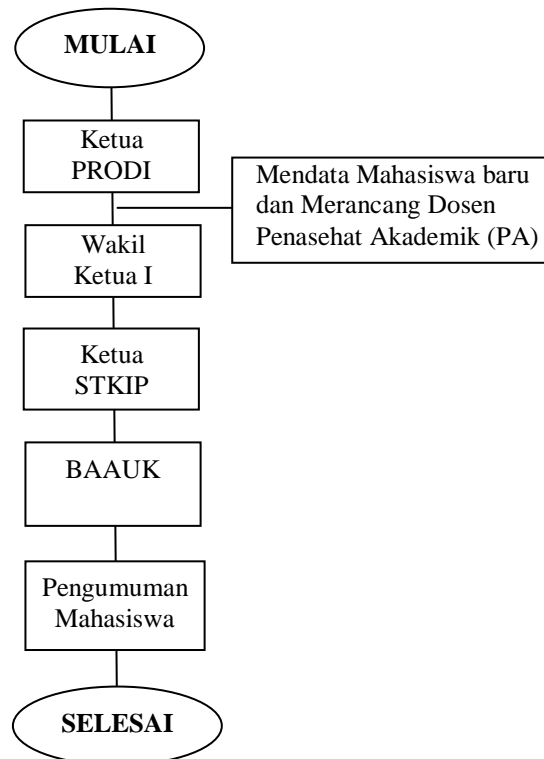 MULAI
Ketua
PRODI
Mendata Mahasiswa baru
dan Merancang Dosen
Penasehat Akademik (PA)
Wakil
Ketua I
Ketua
STKIP
BAAUK
Pengumuman
Mahasiswa
SELESAI